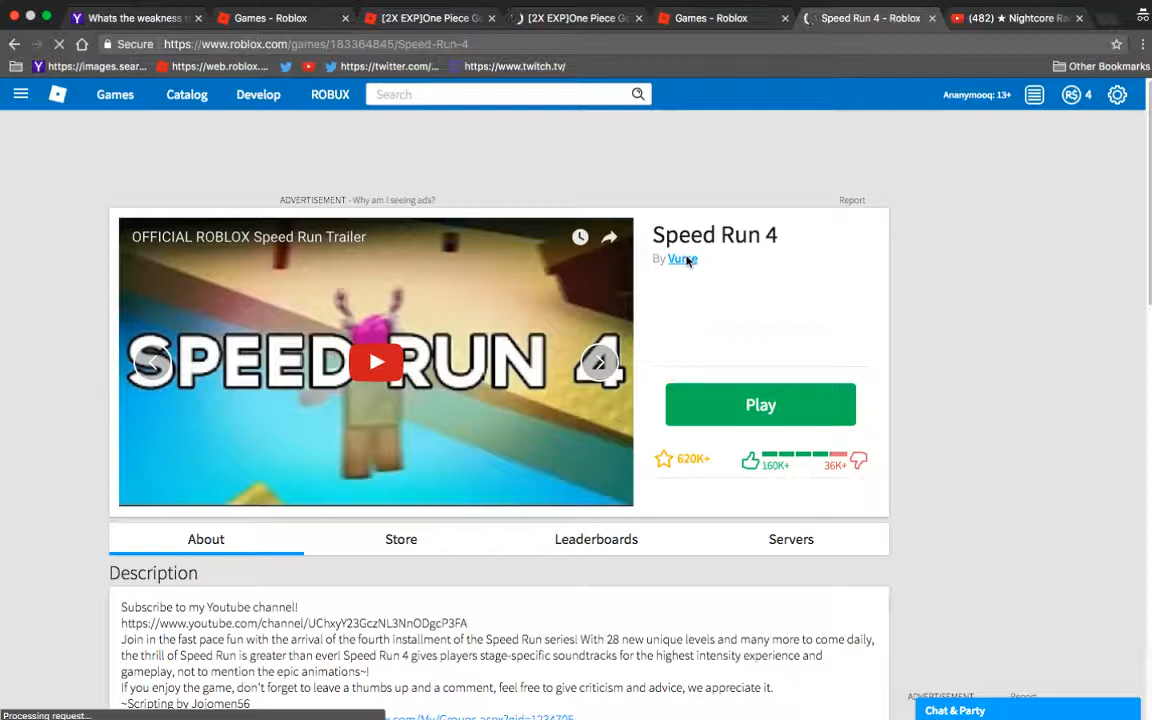 Whats the weakness t
Games - Roblox
[2X EXP]One Piece G
[2X EXP]One Piece Go
Games - Roblox
Speed Run 4 - Roblox
(482) ★ Nightcore Ra
Secure
https://www.roblox.com/games/183364845/Speed-Run-4
https://images.sear...
https://web.roblox....
https://twitter.com/...
https://www.twitch.tv/
Other Bookmarks
Games
Catalog
Develop
ROBUX
Search
Ananymooq: 13+
R$ 4
ADVERTISEMENT - Why am I seeing ads?
Report
OFFICIAL ROBLOX Speed Run Trailer
SPEED RUN 4
Speed Run 4
By
Play
620K+
160K+
36K+
About
Store
Leaderboards
Servers
Description
Subscribe to my Youtube channel!
https://www.youtube.com/channel/UChxyY23GczNL3NnODgcP3FA
Join in the fast pace fun with the arrival of the fourth installment of the Speed Run series! With 28 new unique levels and many more to come daily,
the thrill of Speed Run is greater than ever! Speed Run 4 gives players stage-specific soundtracks for the highest intensity experience and
gameplay, not to mention the epic animations~!
If you enjoy the game, don't forget to leave a thumbs up and a comment, feel free to give criticism and advice, we appreciate it.
~Scripting by Jojomen56
ADVERTISEMENT
Report
Chat & Party
Processing request...